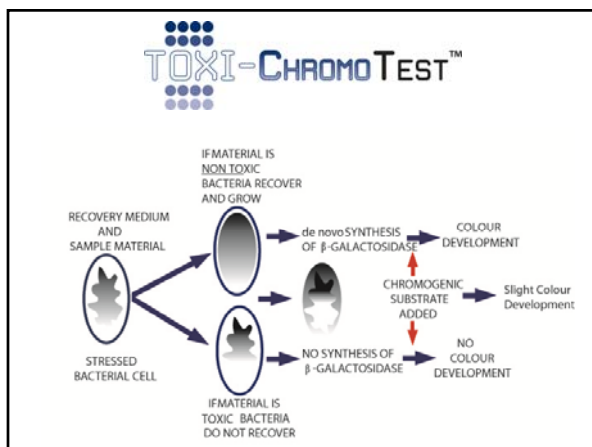 TOXI-CHROMOTEST™
IF MATERIAL IS
NON TOXIC
BACTERIA RECOVER
AND GROW
RECOVERY MEDIUM
AND
SAMPLE MATERIAL
STRESSED
BACTERIAL CELL
de novo SYNTHESIS
OF β-GALACTOSIDASE
COLOUR
DEVELOPMENT
CHROMOGENIC
SUBSTRATE
ADDED
Slight Colour
Development
NO SYNTHESIS OF
β-GALACTOSIDASE
NO
COLOUR
DEVELOPMENT
IF MATERIAL IS
TOXIC BACTERIA
DO NOT RECOVER